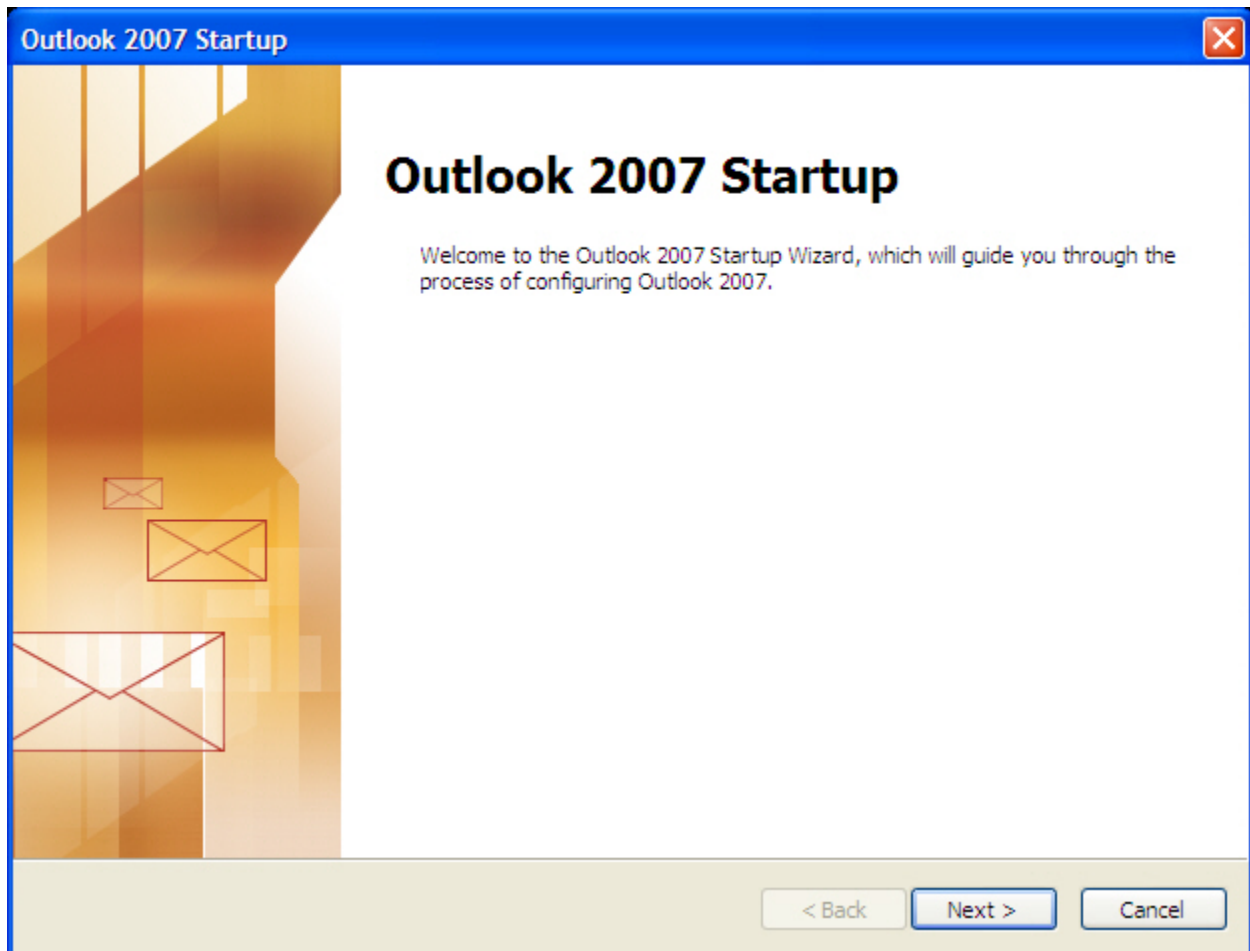 Outlook 2007 Startup
Outlook 2007 Startup
Welcome to the Outlook 2007 Startup Wizard, which will guide you through the
process of configuring Outlook 2007.
< Back Next > Cancel